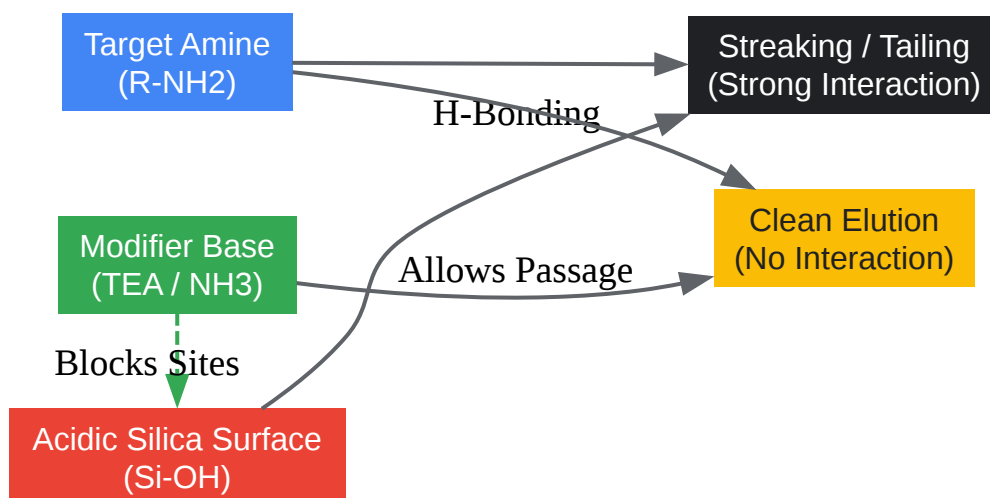 Target Amine
(R-NH2)
Streaking / Tailing
(Strong Interaction)
H-Bonding
Modifier Base
(TEA / NH3)
Clean Elution
(No Interaction)
Allows Passage
Blocks Sites
Acidic Silica Surface
(Si-OH)